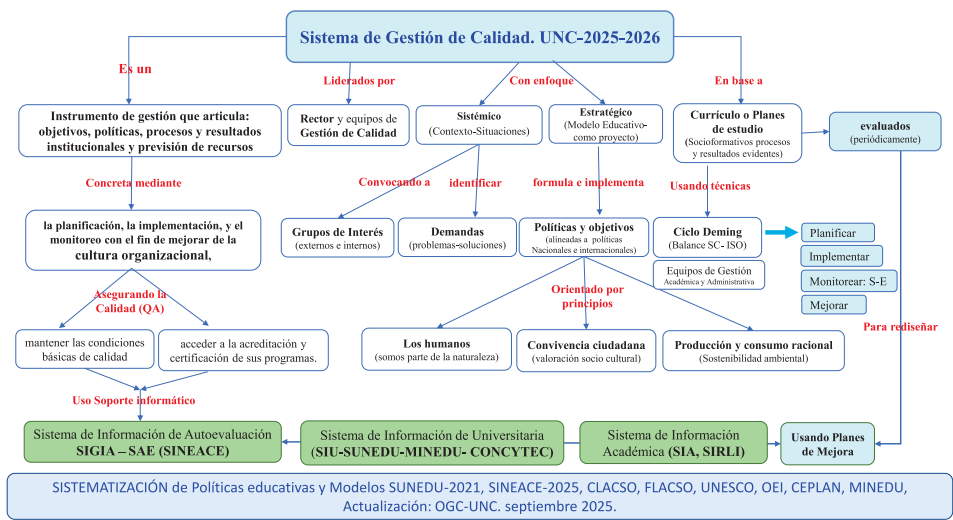 Sistema de Gestión de Calidad. UNC-2025-2026
Es un
Liderados por
Con enfoque
En base a
Instrumento de gestión que articula:
objetivos, políticas, procesos y resultados
institucionales y previsión de recursos
Rector y equipos de
Gestión de Calidad
Sistémico
(Contexto-Situaciones)
Estratégico
(Modelo Educativo-
como proyecto)
Currículo o Planes
de estudio
(Socioformativos procesos
y resultados evidentes)
evaluados
(periódicamente)
Concreta mediante
Convocando a
identificar
formula e implementa
Usando técnicas
la planificación, la implementación, y el
monitoreo con el fin de mejorar de la
cultura organizacional,
Grupos de Interés
(externos e internos)
Demandas
(problemas-soluciones)
Políticas y objetivos
(alineadas a políticas
Nacionales e internacionales)
Ciclo Deming
(Balance SC- ISO)
Equipos de Gestión
Académica y Administrativa
Planificar
Implementar
Monitorear: S-E
Mejorar
Asegurando la
Calidad (QA)
Orientado por
principios
Para rediseñar
mantener las condiciones
básicas de calidad
acceder a la acreditación y
certificación de sus programas.
Los humanos
(somos parte de la naturaleza)
Convivencia ciudadana
(valoración socio cultural)
Producción y consumo racional
(Sostenibilidad ambiental)
Uso Soporte informático
Sistema de Información de Autoevaluación
SIGIA – SAE (SINEACE)
Sistema de Información de Universitaria
(SIU-SUNEDU-MINEDU- CONCYTEC)
Sistema de Información
Académica (SIA, SIRLI)
Usando Planes
de Mejora
SISTEMATIZACIÓN de Políticas educativas y Modelos SUNEDU-2021, SINEACE-2025, CLACSO, FLACSO, UNESCO, OEI, CEPLAN, MINEDU,
Actualización: OGC-UNC. septiembre 2025.